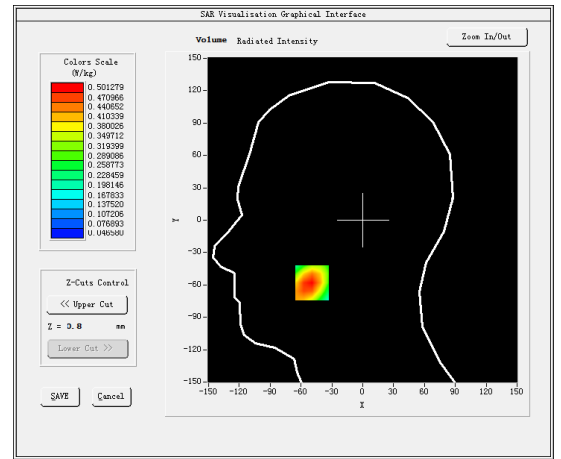 SAR Visualisation Graphical Interface
Volume Radiated Intensity
Zoom In/Out
Colors Scale
(W/kg)
0.501279
0.470966
0.440652
0.410339
0.380026
0.349712
0.319399
0.289086
0.258773
0.228459
0.198146
0.167833
0.137520
0.107206
0.076893
0.046580
Z-Cuts Control
<< Upper Cut
Z = 0.8 mm
Lower Cut >>
SAVE Cancel
150
120
90
60
30
0
-30
-60
-90
-120
-150
Y
-150 -120 -90 -60 -30 0 30 60 90 120 150
X